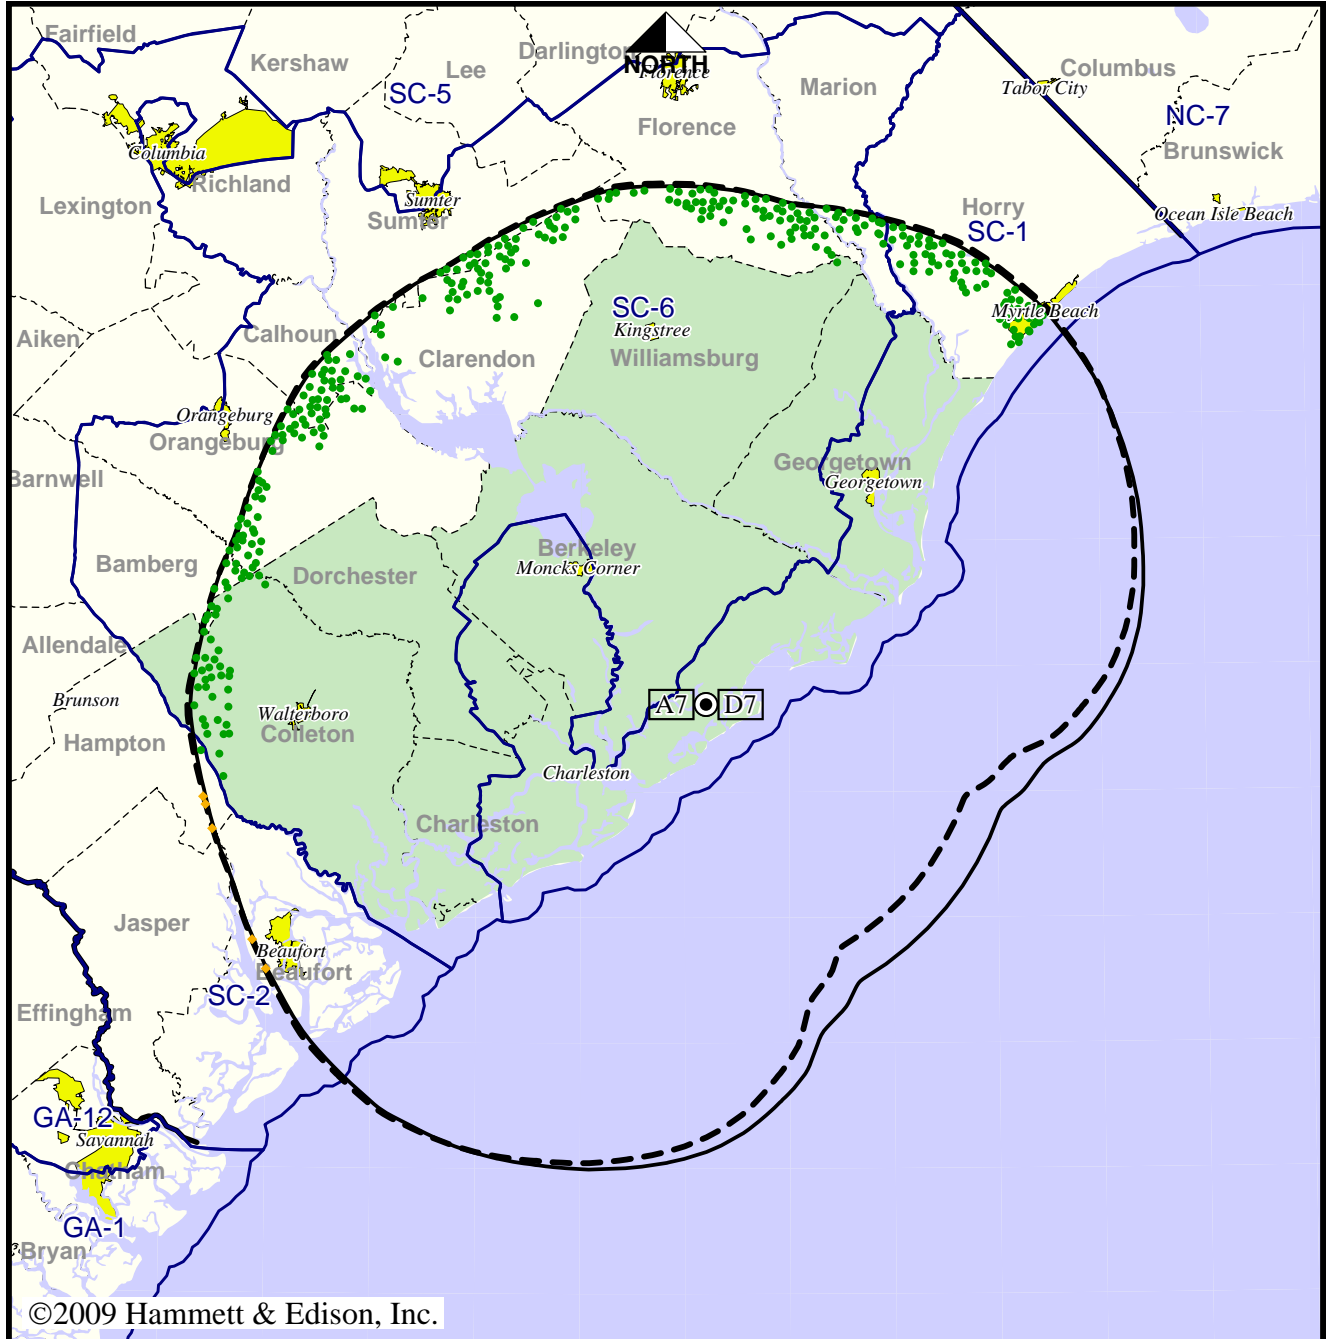 Fairfield
Kershaw
Lee
Darlington
NORTH
Florence
Marion
Columbus
Tabor City
SC-5
NC-7
Florence
Brunswick
Columbia
Richland
Lexington
Sumter
Sumter
Horry
Ocean Isle Beach
SC-1
SC-6
Myrtle Beach
Kingstree
Calhoun
Aiken
Clarendon
Williamsburg
Orangeburg
Orangeburg
Georgetown
Georgetown
Barnwell
Berkeley
Moncks Corner
Bamberg
Dorchester
Allendale
Brunson
A7 D7
Walterboro
Colleton
Hampton
Charleston
Charleston
Jasper
Beaufort
Beaufort
SC-2
Effingham
GA-12
Savannah
Chatham
GA-1
Bryan
©2009 Hammett & Edison, Inc.